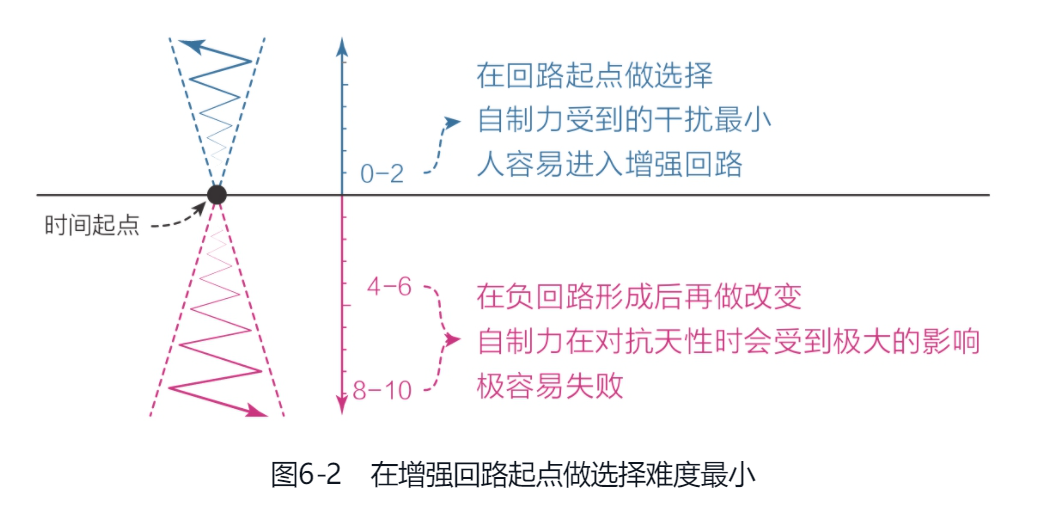 在回路起点做选择
自制力受到的干扰最小
0-2
人容易进入增强回路
时间起点
4-6
在负回路形成后再做改变
自制力在对抗天性时会受到极大的影响
8-10
极容易失败
图6-2 在增强回路起点做选择难度最小